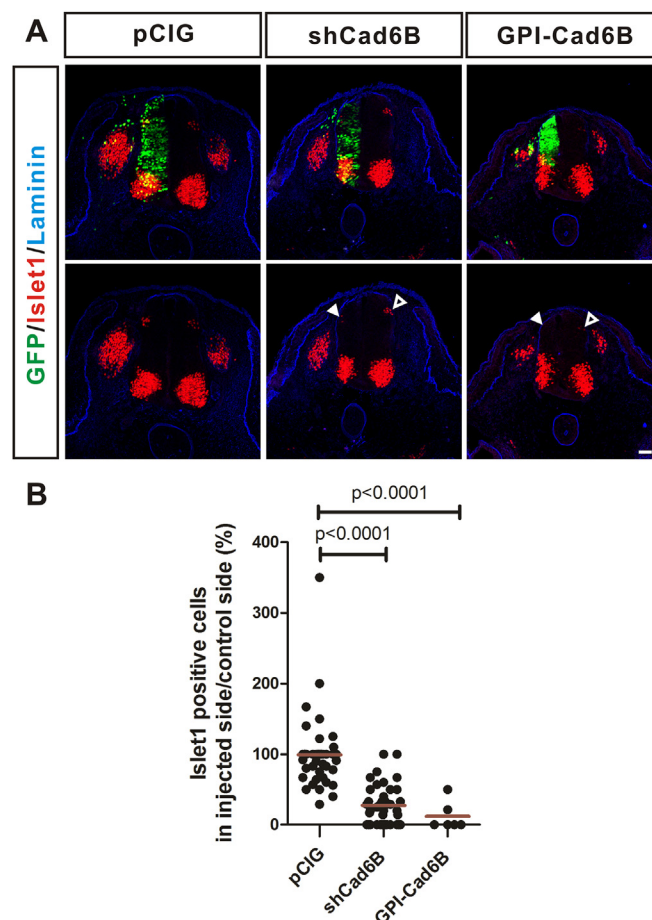 A
pCIG
shCad6B
GPI-Cad6B
GFP/Islet1/Laminin
B
p<0.0001
p<0.0001
Islet1 positive cells
in injected side/control side (%)
400
300
200
100
0
pCIG
shCad6B
GPI-Cad6B